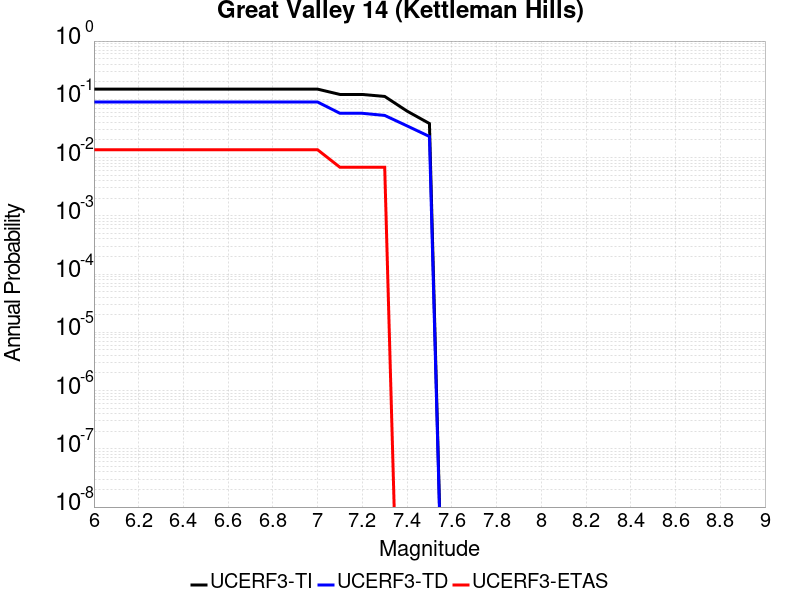 Great Valley 14 (Kettleman Hills)
10^0
10^-1
10^-2
10^-3
10^-4
10^-5
10^-6
10^-7
10^-8
Annual Probability
6 6.2 6.4 6.6 6.8 7 7.2 7.4 7.6 7.8 8 8.2 8.4 8.6 8.8 9
Magnitude
UCERF3-TI UCERF3-TD UCERF3-ETAS